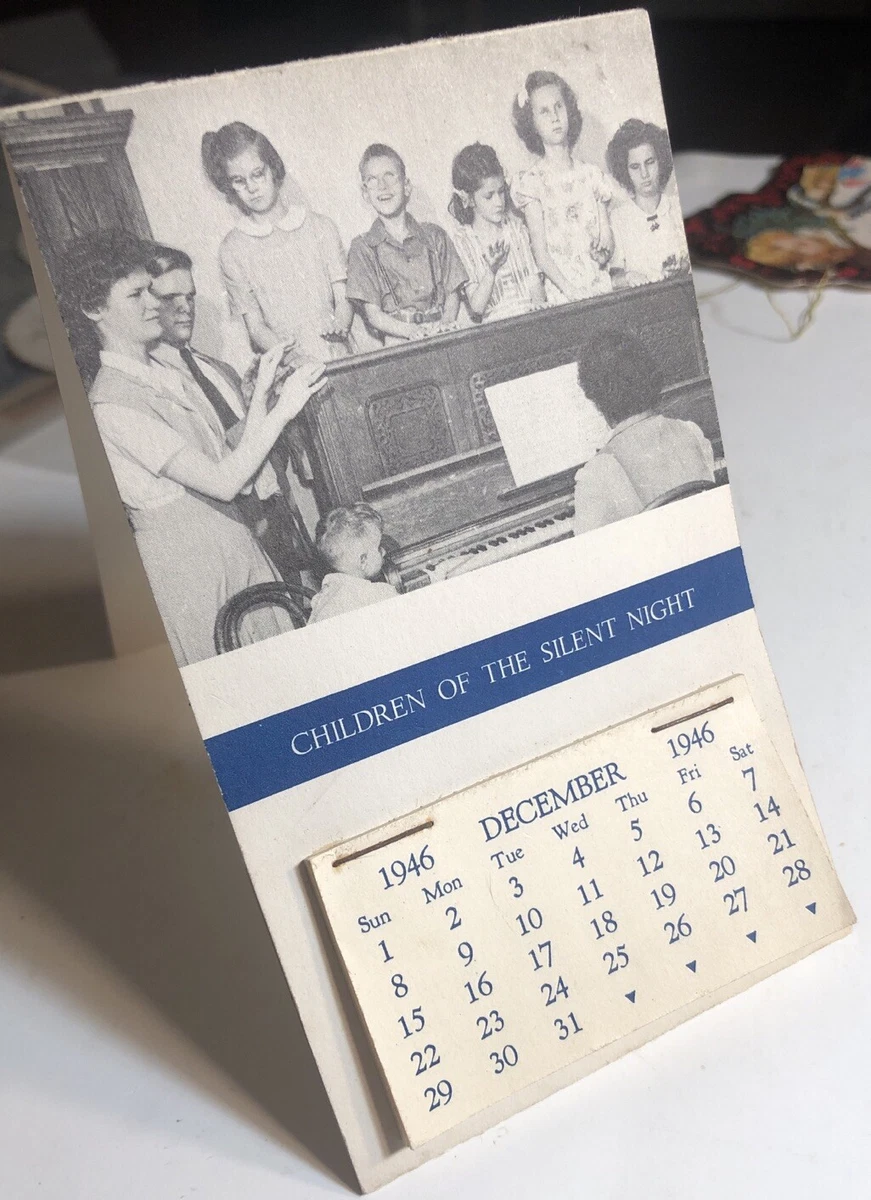 CHILDREN OF THE SILENT NIGHT
1946 DECEMBER 1946
Sun Mon Tue Wed Thu Fri Sat
1 2 3 4 5 6 7
8 9 10 11 12 13 14
15 16 17 18 19 20 21
22 23 24 25 26 27 28
29 30 31